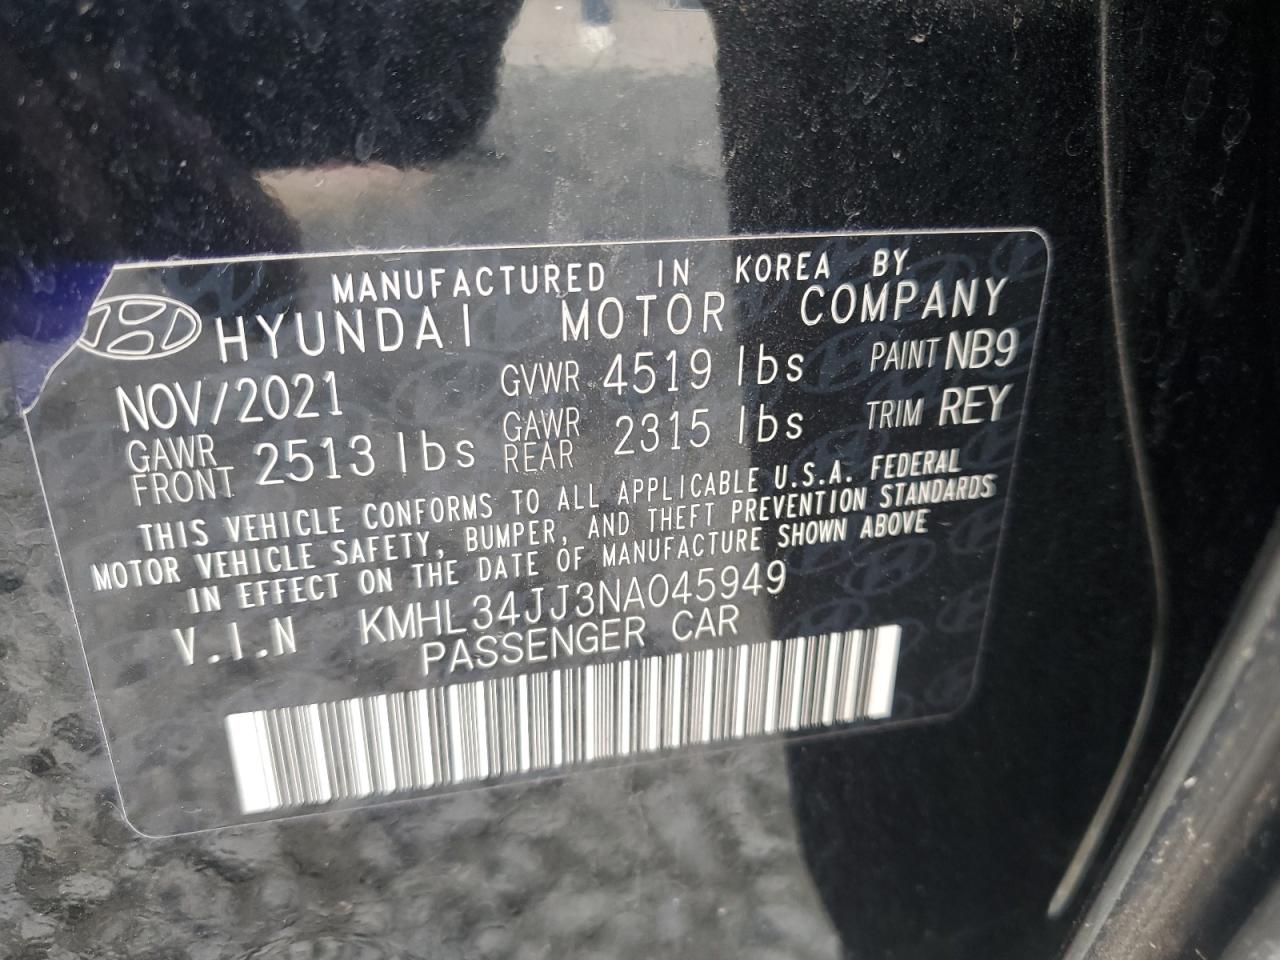 MANUFACTURED IN KOREA BY
HYUNDAI MOTOR COMPANY
NOV/2021 GVWR 4519 lbs PAINT NB9
GAWR FRONT 2513 lbs GAWR REAR 2315 lbs TRIM REY
THIS VEHICLE CONFORMS TO ALL APPLICABLE U.S.A. FEDERAL
MOTOR VEHICLE SAFETY, BUMPER, AND THEFT PREVENTION STANDARDS
IN EFFECT ON THE DATE OF MANUFACTURE SHOWN ABOVE
V.I.N KMHL34JJ3NA045949
PASSENGER CAR